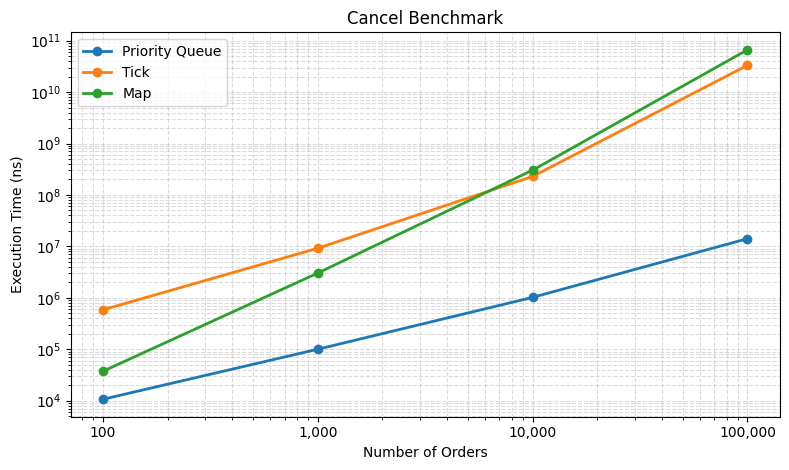 Cancel Benchmark
Priority Queue
Tick
Map
10¹¹
10¹⁰
10⁹
10⁸
10⁷
10⁶
10⁵
10⁴
Execution Time (ns)
100
1,000
10,000
100,000
Number of Orders